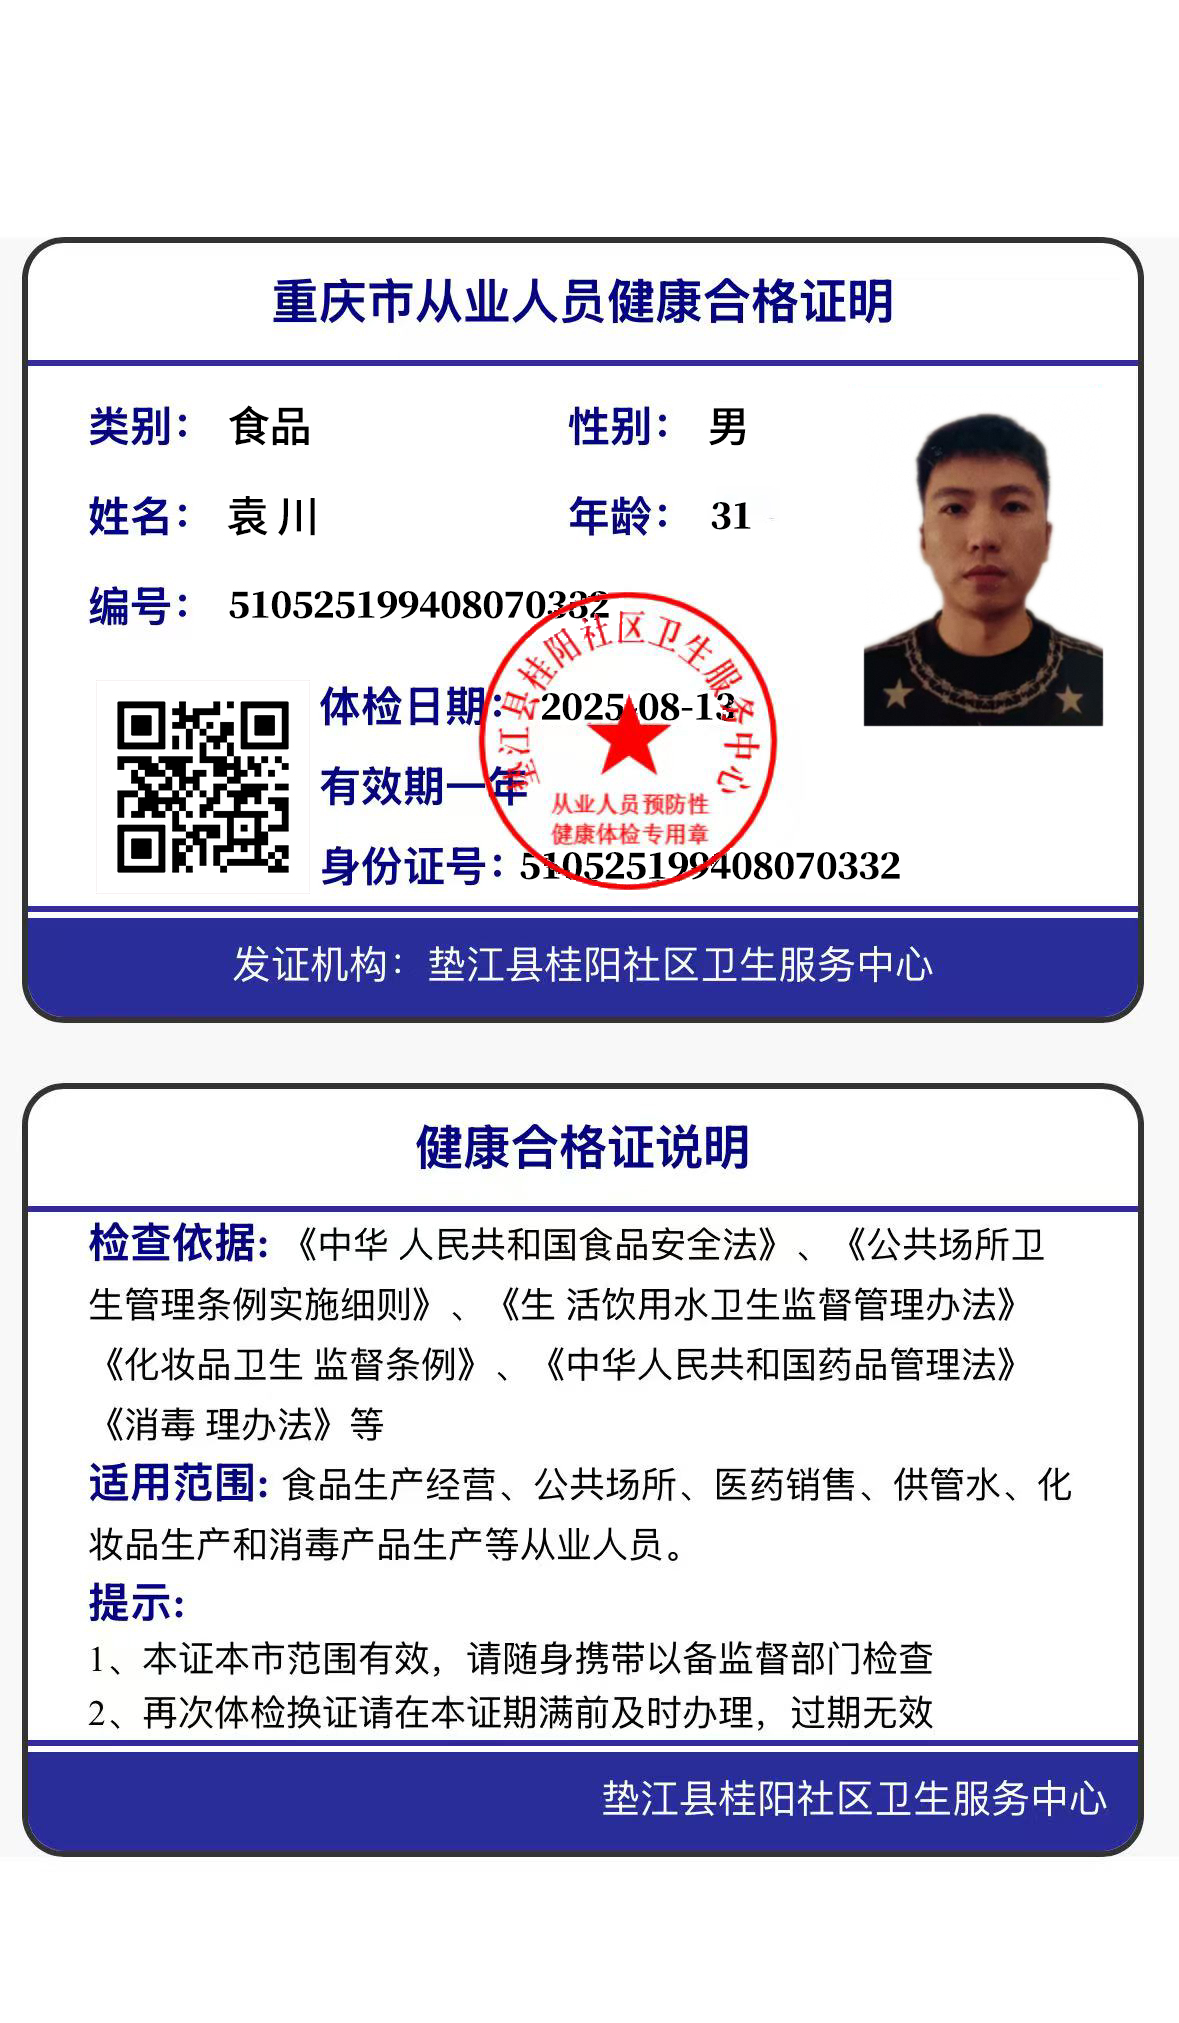 重庆市从业人员健康合格证明
类别： 食品 性别： 男
姓名： 袁 川 年龄： 31
编号： 510525199408070332
体检日期： 2025-08-13
有效期一年
身份证号：510525199408070332
垫江县桂阳社区卫生服务中心
从业人员预防性
健康体检专用章
发证机构：垫江县桂阳社区卫生服务中心
健康合格证说明
检查依据:《中华 人民共和国食品安全法》、《公共场所卫
生管理条例实施细则》、《生 活饮用水卫生监督管理办法》
《化妆品卫生 监督条例》、《中华人民共和国药品管理法》
《消毒 理办法》等
适用范围: 食品生产经营、公共场所、医药销售、供管水、化
妆品生产和消毒产品生产等从业人员。
提示:
1、本证本市范围有效，请随身携带以备监督部门检查
2、再次体检换证请在本证期满前及时办理，过期无效
垫江县桂阳社区卫生服务中心